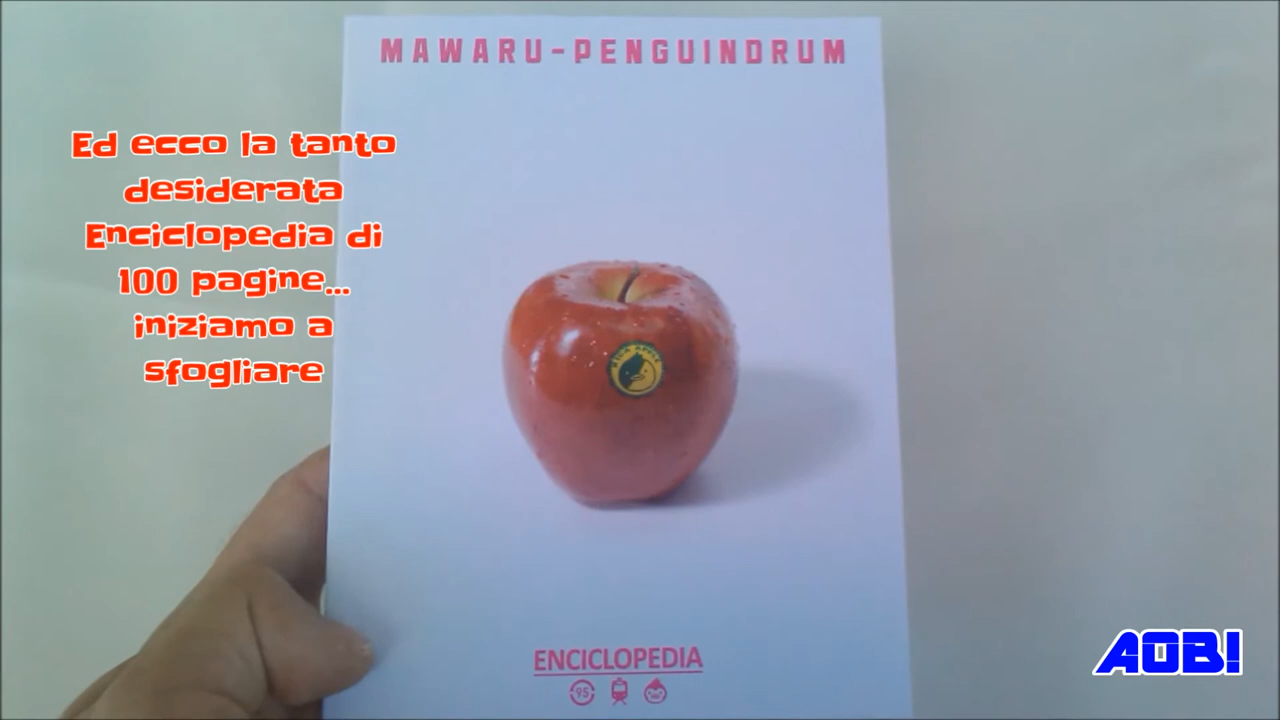 MAWARU-PENGUINDRUM
Ed ecco la tanto
desiderata
Enciclopedia di
100 pagine...
iniziamo a
sfogliare
ENCICLOPEDIA
95
AOB!